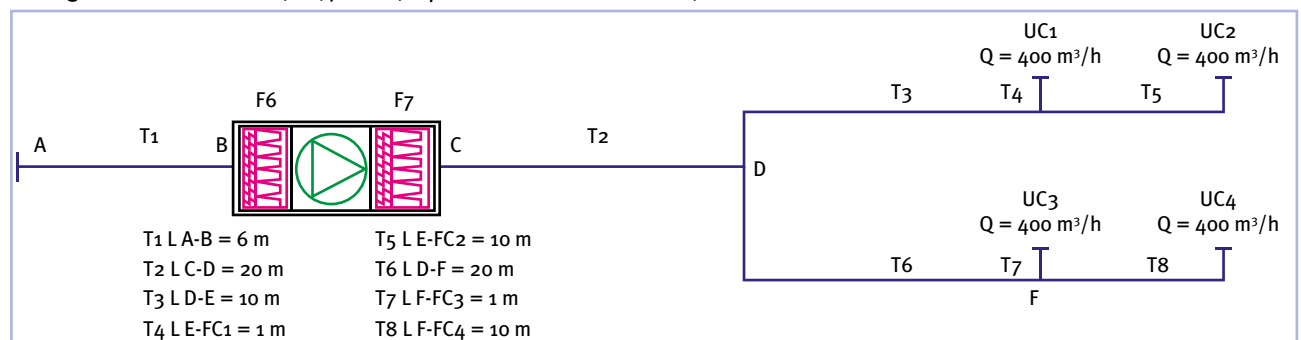 UC1 UC2
Q = 400 m³/h Q = 400 m³/h
F6 F7 T3 T4 T5
A T1 B C T2
D
UC3 UC4
Q = 400 m³/h Q = 400 m³/h
T1 L A-B = 6 m T5 L E-FC2 = 10 m
T2 L C-D = 20 m T6 L D-F = 20 m T6 T7 T8
T3 L D-E = 10 m T7 L F-FC3 = 1 m F
T4 L E-FC1 = 1 m T8 L F-FC4 = 10 m